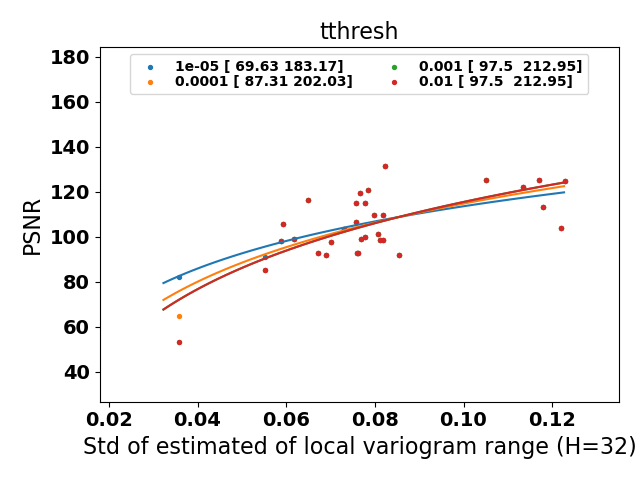 tthresh
1e-05 [ 69.63 183.17]
0.0001 [ 87.31 202.03]
0.001 [ 97.5  212.95]
0.01 [ 97.5  212.95]
180
160
140
120
100
80
60
40
PSNR
0.02 0.04 0.06 0.08 0.10 0.12
Std of estimated of local variogram range (H=32)